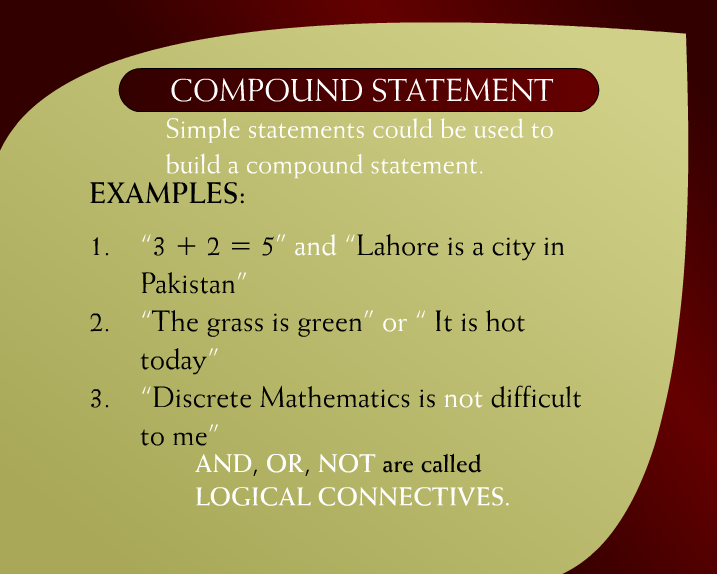 COMPOUND STATEMENT
Simple statements could be used to
build a compound statement.
EXAMPLES:
1. “3 + 2 = 5” and “Lahore is a city in
Pakistan”
2. “The grass is green” or “ It is hot
today”
3. “Discrete Mathematics is not difficult
to me”
AND, OR, NOT are called
LOGICAL CONNECTIVES.